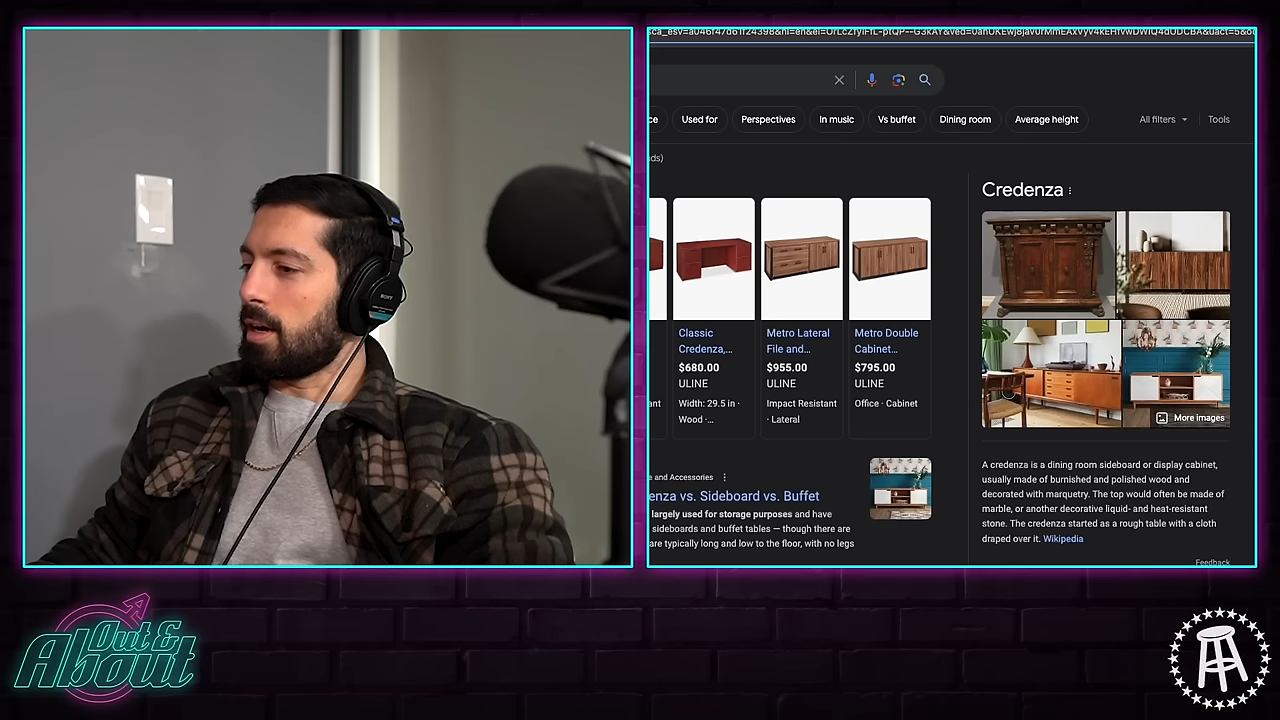 ce
Used for
Perspectives
In music
Vs buffet
Dining room
Average height
All filters
Tools
Credenza
Classic Credenza,...
$680.00
ULINE
Width: 29.5 in ·
Wood ·...
Metro Lateral
File and...
$955.00
ULINE
Impact Resistant
· Lateral
Metro Double
Cabinet...
$795.00
ULINE
Office · Cabinet
More images
e and Accessories
enza vs. Sideboard vs. Buffet
largely used for storage purposes and have
sideboards and buffet tables — though there are
are typically long and low to the floor, with no legs
A credenza is a dining room sideboard or display cabinet,
usually made of burnished and polished wood and
decorated with marquetry. The top would often be made of
marble, or another decorative liquid- and heat-resistant
stone. The credenza started as a rough table with a cloth
draped over it. Wikipedia
Feedback
SONY
Out &
About